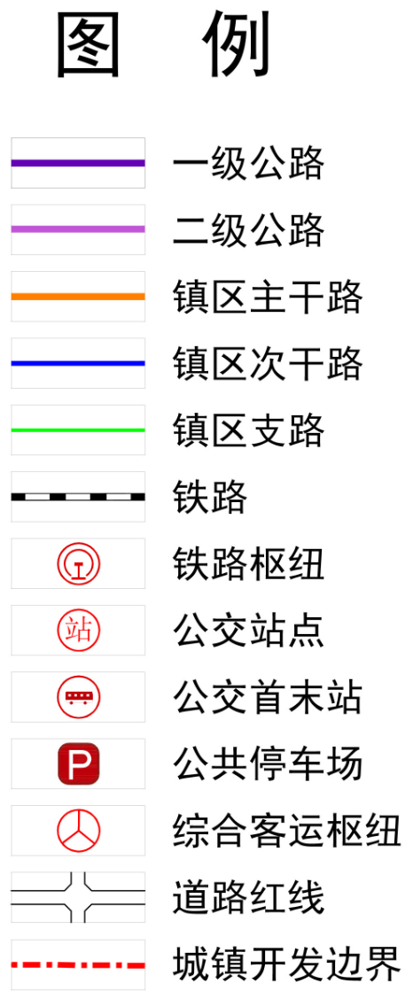 图 例
一级公路
二级公路
镇区主干路
镇区次干路
镇区支路
铁路
铁路枢纽
站 公交站点
公交首末站
P 公共停车场
综合客运枢纽
道路红线
城镇开发边界